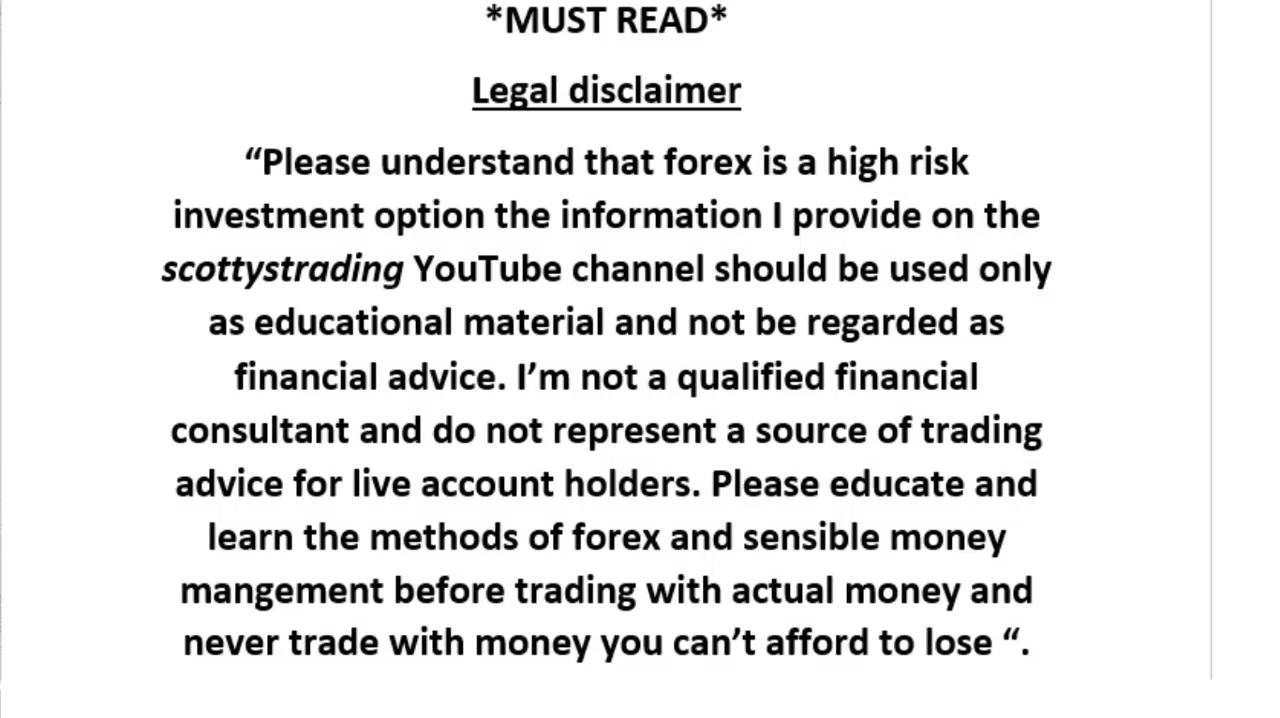 *MUST READ*
Legal disclaimer
“Please understand that forex is a high risk
investment option the information I provide on the
scottystrading YouTube channel should be used only
as educational material and not be regarded as
financial advice. I’m not a qualified financial
consultant and do not represent a source of trading
advice for live account holders. Please educate and
learn the methods of forex and sensible money
mangement before trading with actual money and
never trade with money you can’t afford to lose “.